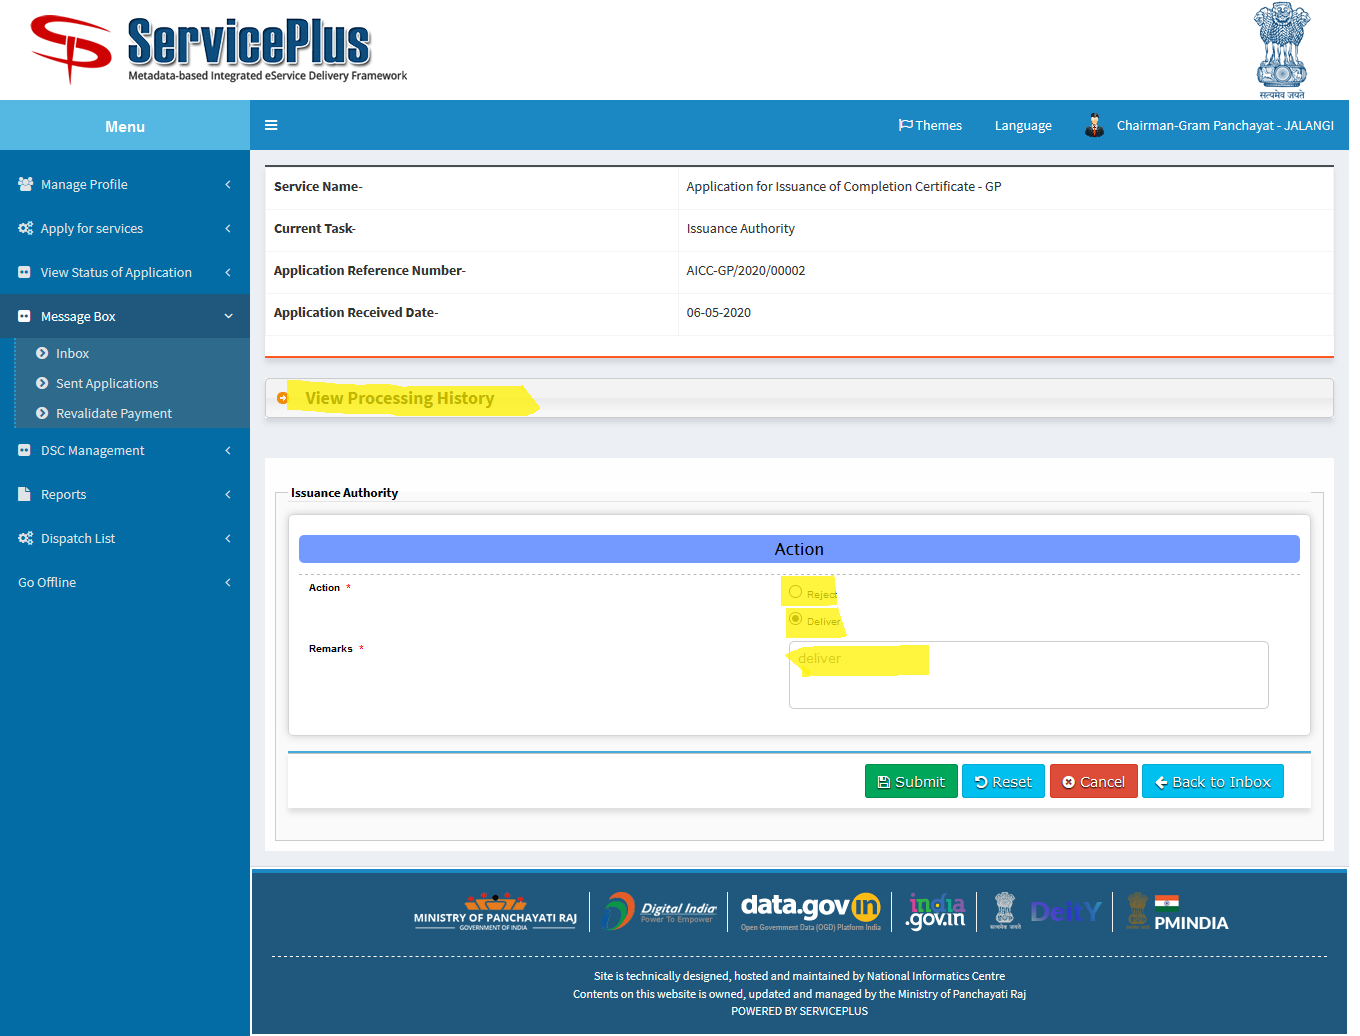 ServicePlus
Metadata-based Integrated eService Delivery Framework
सत्यमेव जयते
Menu
Themes Language Chairman-Gram Panchayat - JALANGI
Manage Profile
Apply for services
View Status of Application
Message Box
Inbox
Sent Applications
Revalidate Payment
DSC Management
Reports
Dispatch List
Go Offline
Service Name- Application for Issuance of Completion Certificate - GP
Current Task- Issuance Authority
Application Reference Number- AICC-GP/2020/00002
Application Received Date- 06-05-2020
View Processing History
Issuance Authority
Action
Action * Reject
Deliver
Remarks * deliver
Submit Reset Cancel Back to Inbox
MINISTRY OF PANCHAYATI RAJ
GOVERNMENT OF INDIA
Digital India
Power To Empower
data.gov in
Open Government Data (OGD) Platform India
india
.gov.in
सत्यमेव जयते
DeitY
PMINDIA
Site is technically designed, hosted and maintained by National Informatics Centre
Contents on this website is owned, updated and managed by the Ministry of Panchayati Raj
POWERED BY SERVICEPLUS